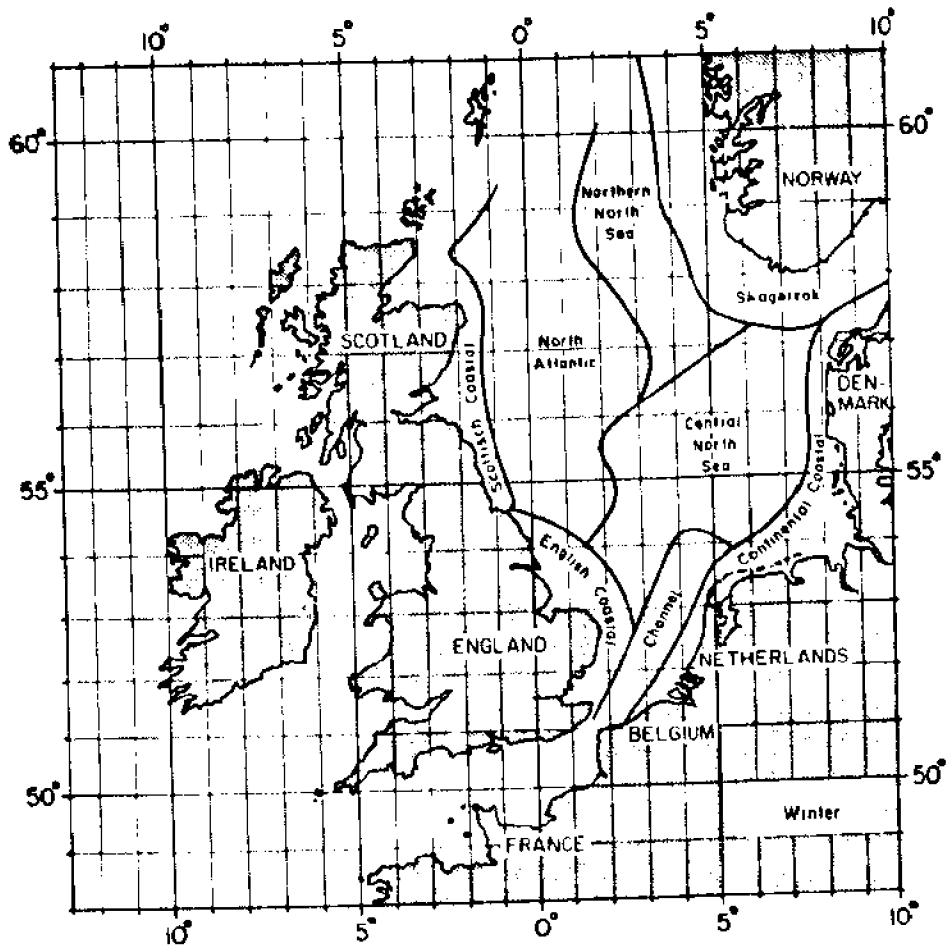 10° 5° 0° 5° 10°
60° 60°
NORWAY
Northern
North
Sea
Skagerrak
SCOTLAND
North
Atlantic
Scottisch Coastal
DEN-
MARK
Central
North
Sea
55° 55°
Continental Coastal
English Coastal
IRELAND
Channel
ENGLAND
NETHERLANDS
BELGIUM
50° 50°
Winter
FRANCE
10° 5° 0° 5° 10°